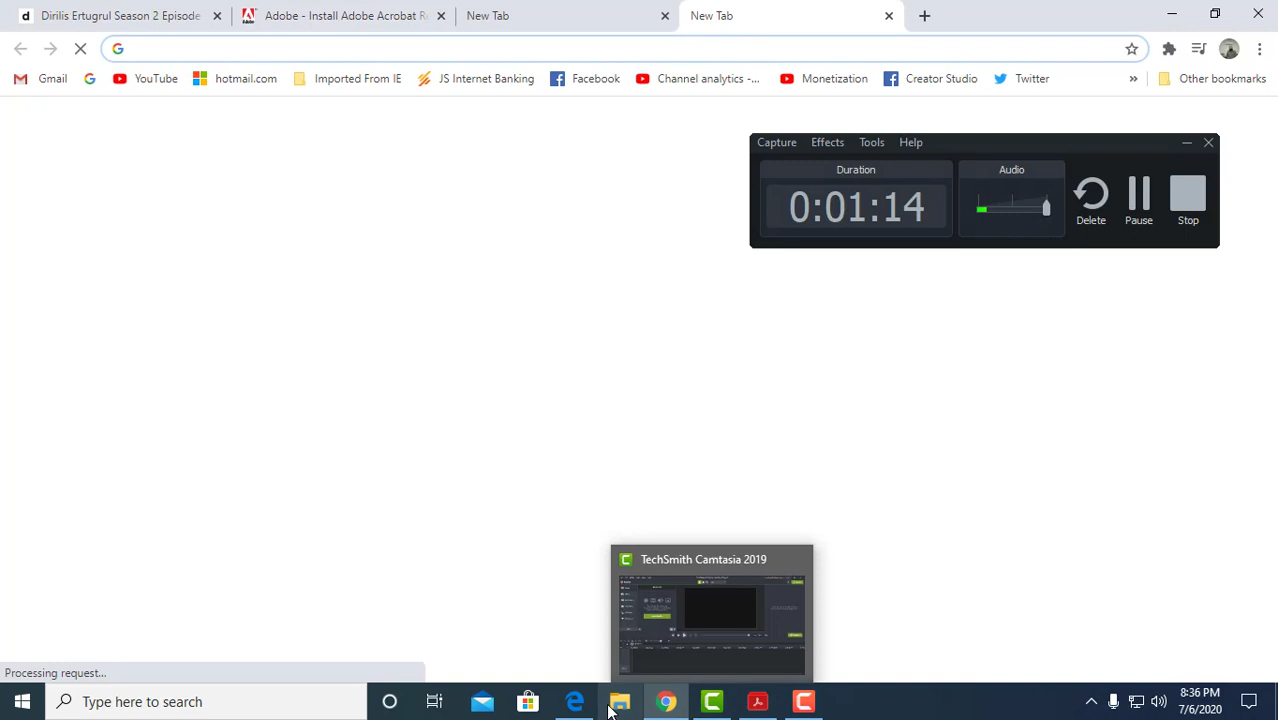 Dirilis Ertugrul Season 2 Episode
Adobe - Install Adobe Acrobat Re
New Tab
New Tab
Gmail
YouTube
hotmail.com
Imported From IE
JS Internet Banking
Facebook
Channel analytics -...
Monetization
Creator Studio
Twitter
»
Other bookmarks
Capture Effects Tools Help
Duration
Audio
0:01:14
Delete
Pause
Stop
TechSmith Camtasia 2019
Processing request...
Type here to search
8:36 PM
7/6/2020